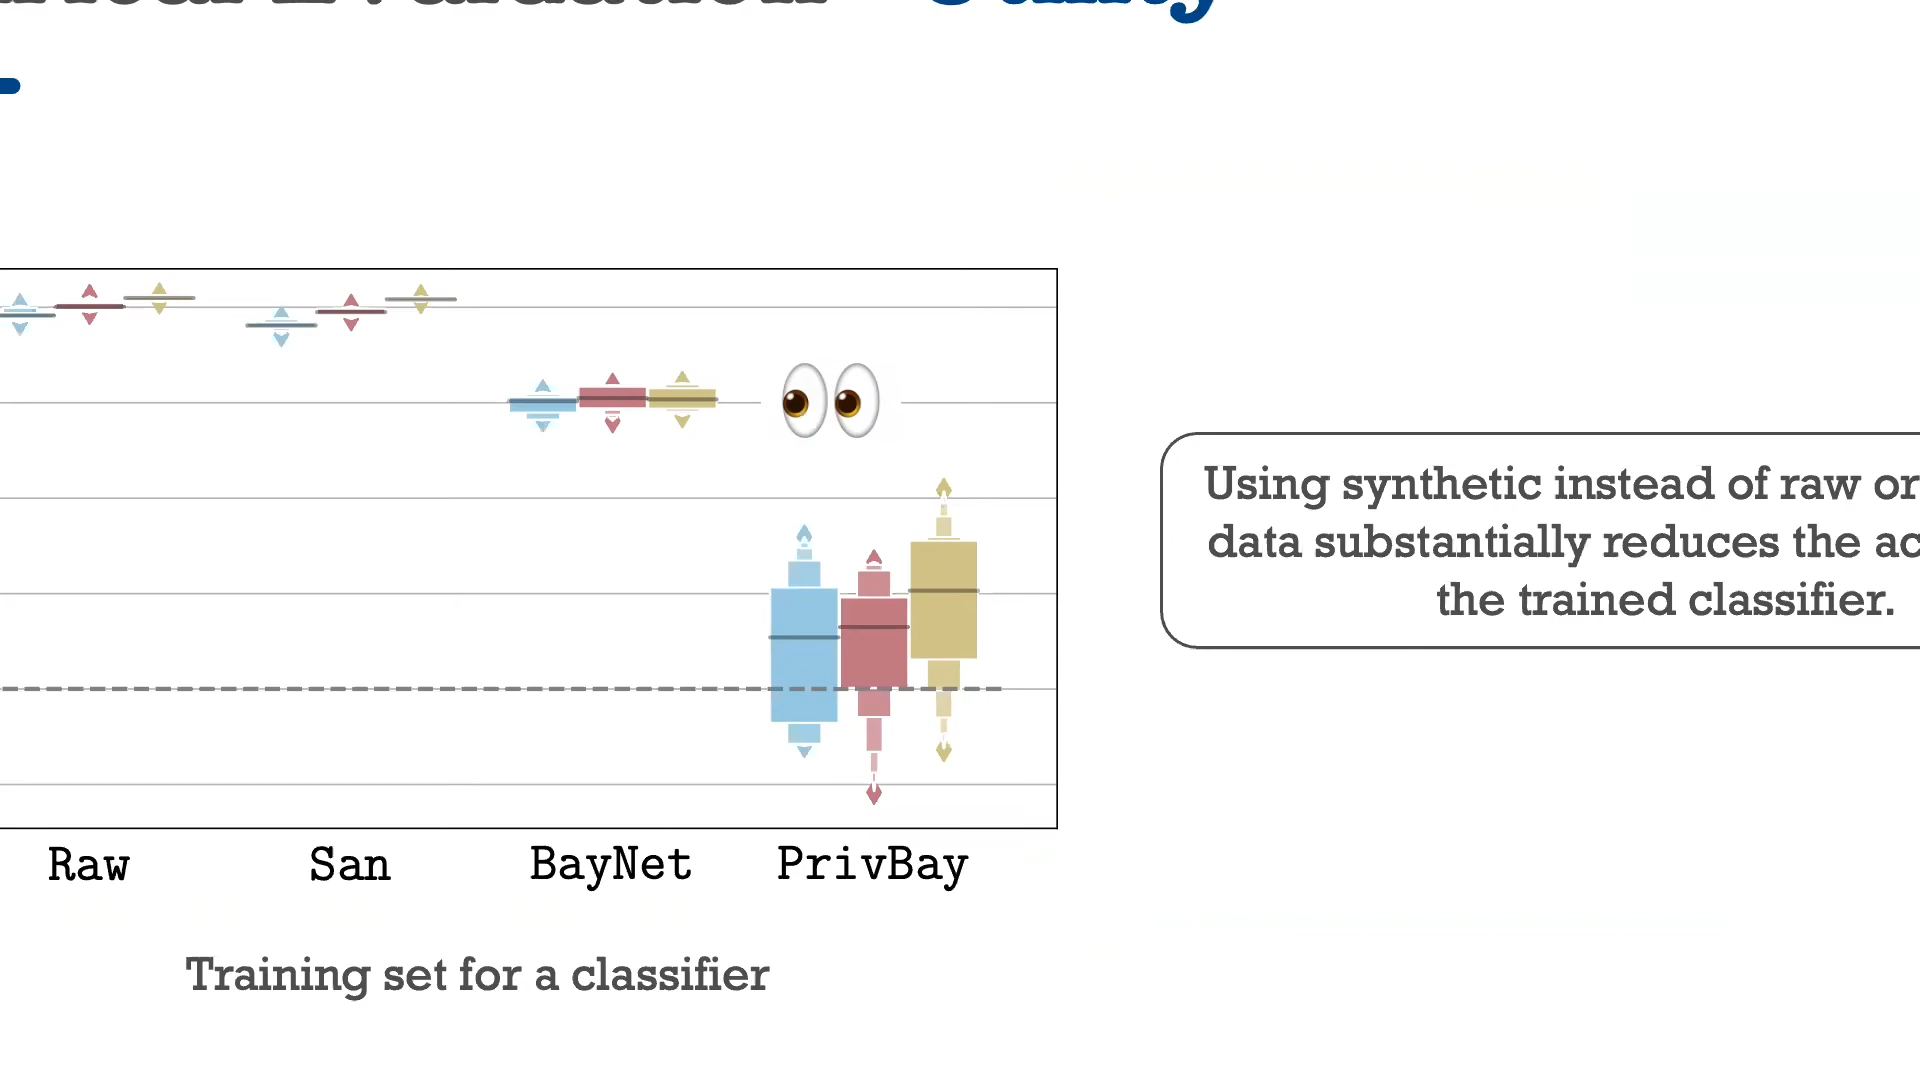 Using synthetic instead of raw or
data substantially reduces the
the trained classifier.
Raw San BayNet PrivBay
Training set for a classifier